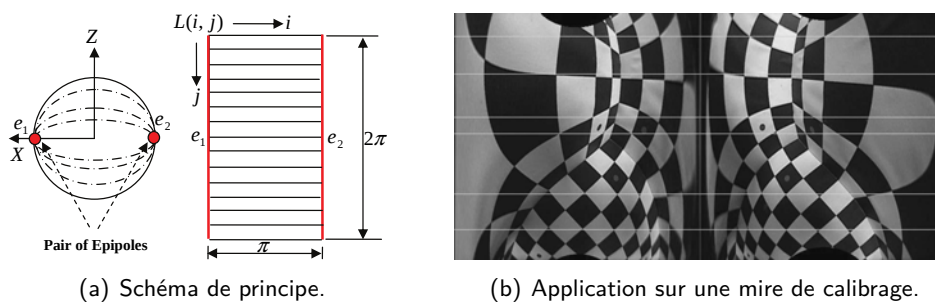 L(i, j)
i
Z
j
e1
e2
X
e1
e2
2π
Pair of Epipoles
π
(a) Schéma de principe.
(b) Application sur une mire de calibrage.